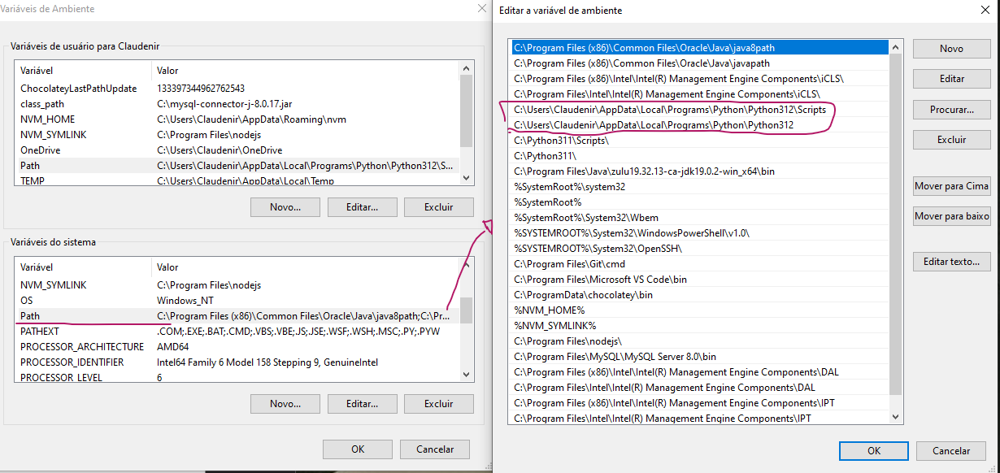 Variáveis de Ambiente
Variáveis de usuário para Claudenir
Variável Valor
ChocolateyLastPathUpdate 133397344962762543
class_path C:\mysql-connector-j-8.0.17.jar
NVM_HOME C:\Users\Claudenir\AppData\Roaming\nvm
NVM_SYMLINK C:\Program Files\nodejs
OneDrive C:\Users\Claudenir\OneDrive
Path C:\Users\Claudenir\AppData\Local\Programs\Python\Python312\S...
TEMP C:\Users\Claudenir\AppData\Local\Temp
Novo... Editar... Excluir
Variáveis do sistema
Variável Valor
NVM_SYMLINK C:\Program Files\nodejs
OS Windows_NT
Path C:\Program Files (x86)\Common Files\Oracle\Java\java8path;C:\Pr...
PATHEXT .COM;.EXE;.BAT;.CMD;.VBS;.VBE;.JS;.JSE;.WSF;.WSH;.MSC;.PY;.PYW
PROCESSOR_ARCHITECTURE AMD64
PROCESSOR_IDENTIFIER Intel64 Family 6 Model 158 Stepping 9, GenuineIntel
PROCESSOR_LEVEL 6
Novo... Editar... Excluir
OK Cancelar
Editar a variável de ambiente
C:\Program Files (x86)\Common Files\Oracle\Java\java8path
C:\Program Files (x86)\Common Files\Oracle\Java\javapath
C:\Program Files (x86)\Intel\Intel(R) Management Engine Components\iCLS\
C:\Program Files\Intel\Intel(R) Management Engine Components\iCLS\
C:\Users\Claudenir\AppData\Local\Programs\Python\Python312\Scripts
C:\Users\Claudenir\AppData\Local\Programs\Python\Python312
C:\Python311\Scripts\
C:\Python311\
C:\Program Files\Java\zulu19.32.13-ca-jdk19.0.2-win_x64\bin
%SystemRoot%\system32
%SystemRoot%
%SystemRoot%\System32\Wbem
%SYSTEMROOT%\System32\WindowsPowerShell\v1.0\
%SYSTEMROOT%\System32\OpenSSH\
C:\Program Files\Git\cmd
C:\Program Files\Microsoft VS Code\bin
C:\ProgramData\chocolatey\bin
%NVM_HOME%
%NVM_SYMLINK%
C:\Program Files\nodejs\
C:\Program Files\MySQL\MySQL Server 8.0\bin
C:\Program Files (x86)\Intel\Intel(R) Management Engine Components\DAL
C:\Program Files\Intel\Intel(R) Management Engine Components\DAL
C:\Program Files (x86)\Intel\Intel(R) Management Engine Components\IPT
C:\Program Files\Intel\Intel(R) Management Engine Components\IPT
Novo
Editar
Procurar...
Excluir
Mover para Cima
Mover para baixo
Editar texto...
OK Cancelar